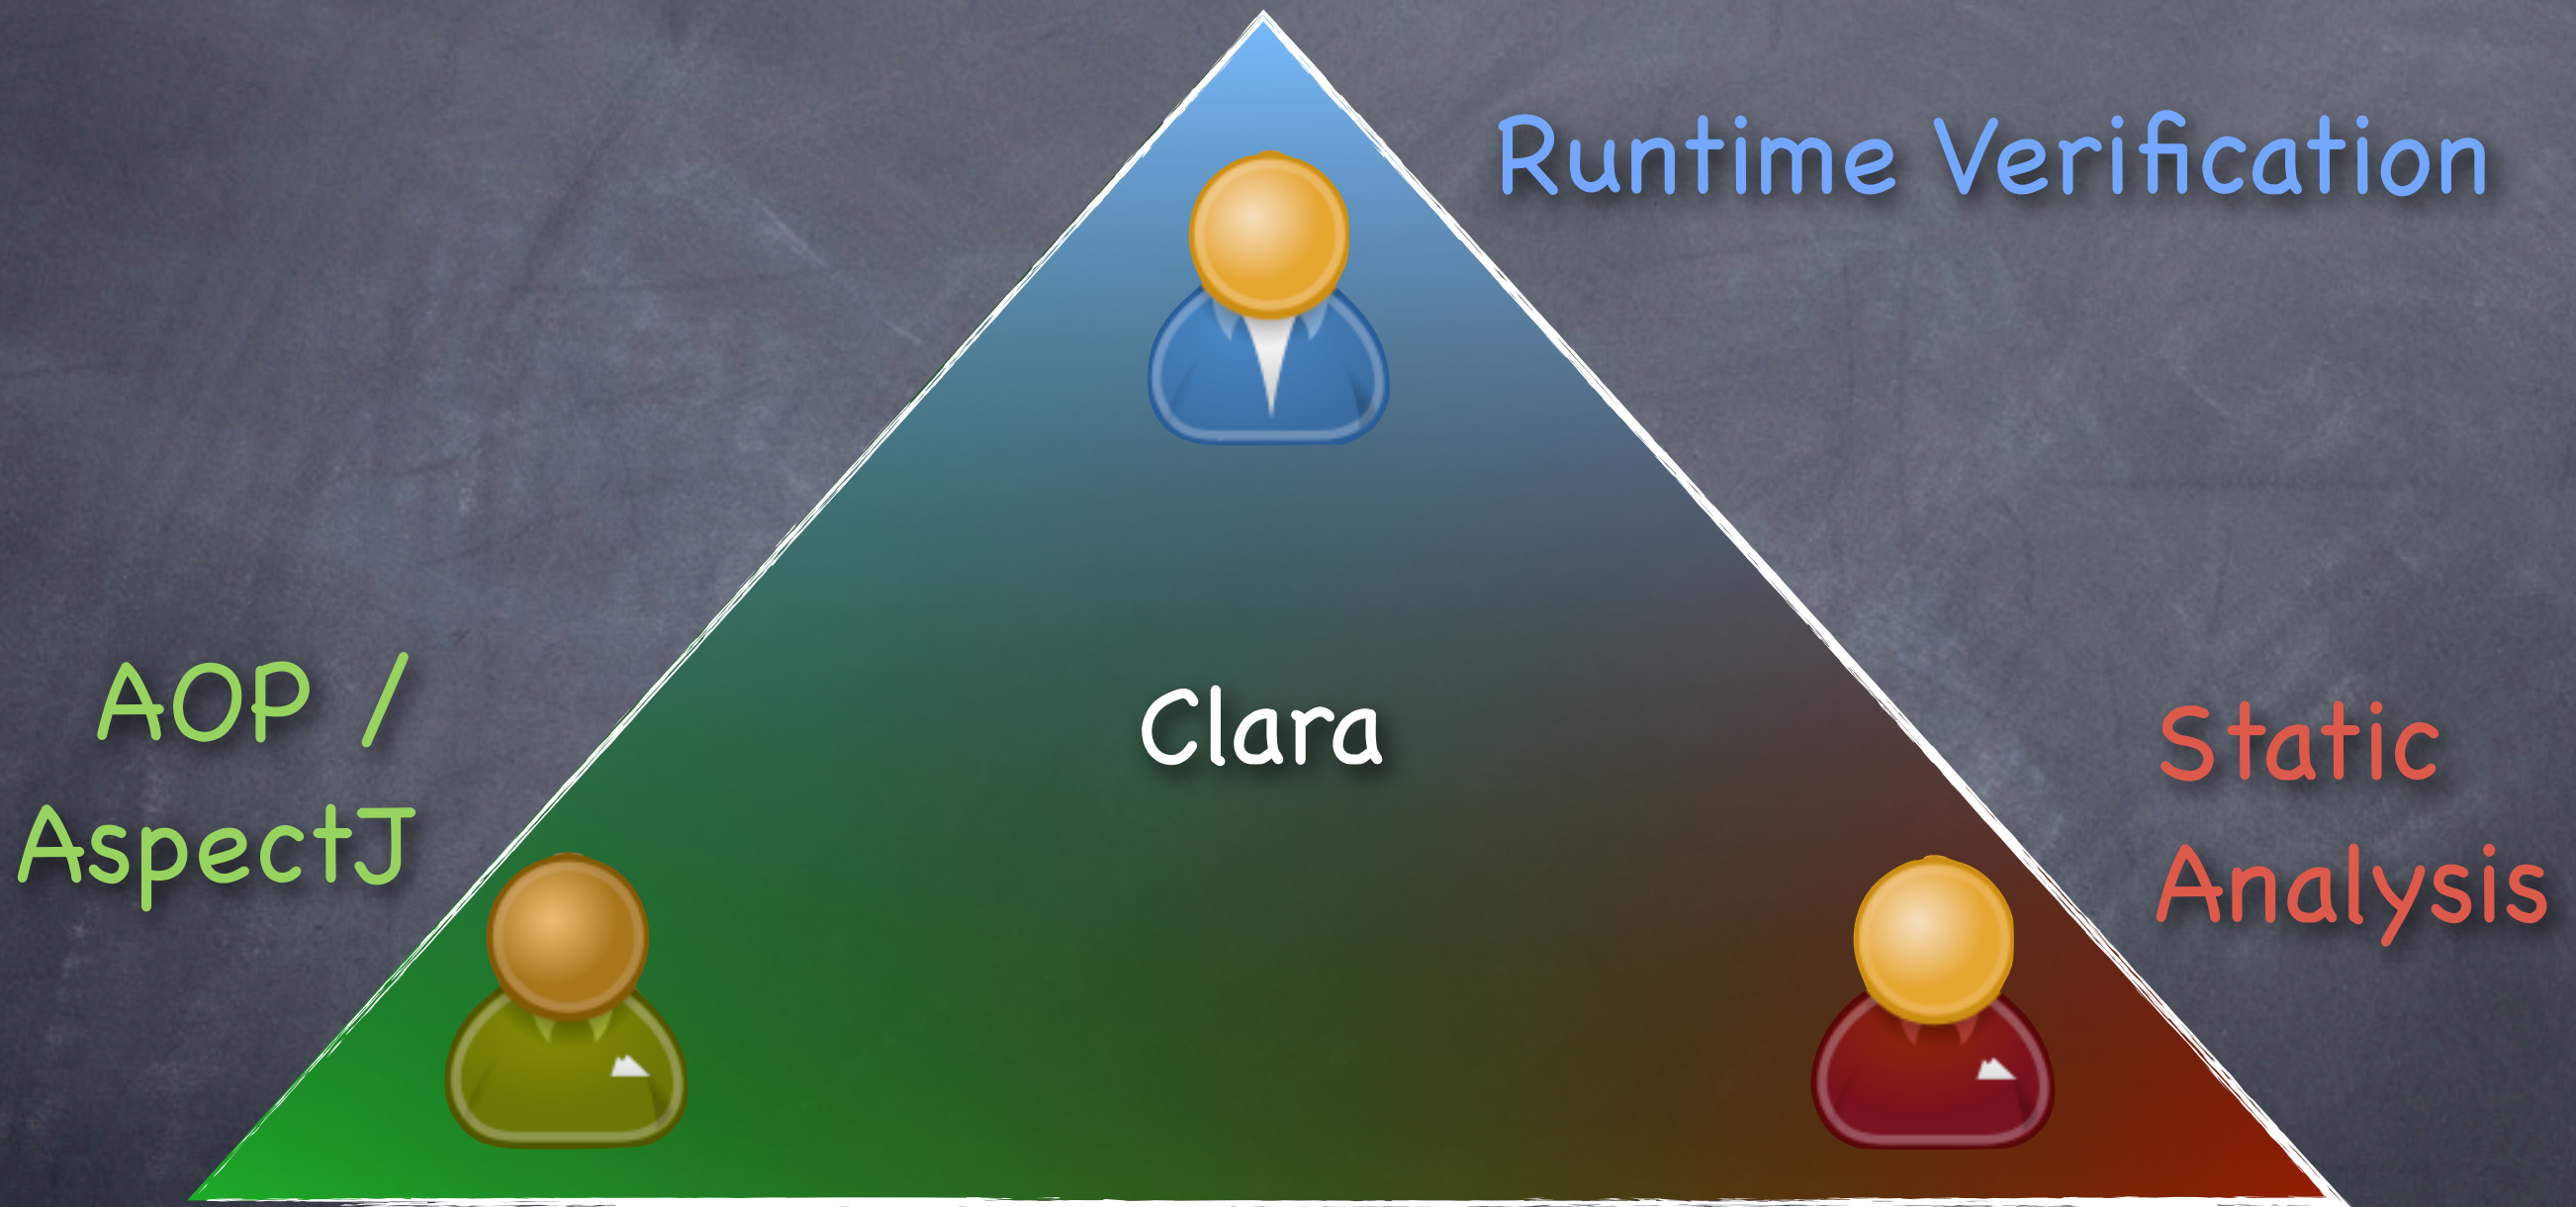 Runtime Verification
AOP /
AspectJ
Clara
Static
Analysis